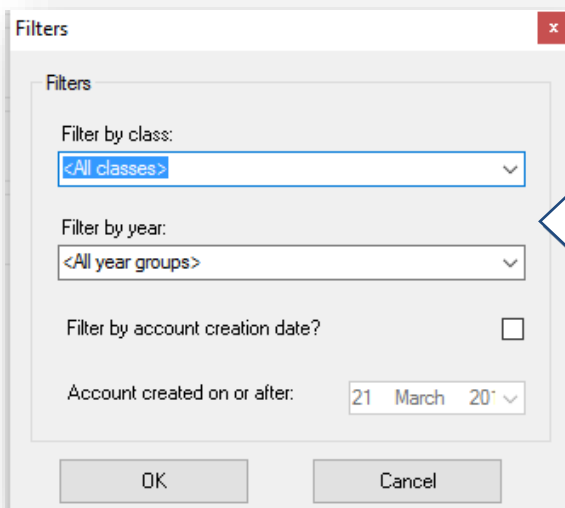 Filters
Filters
Filter by class:
<All classes>
Filter by year:
<All year groups>
Filter by account creation date?
Account created on or after: 21 March
OK Cancel